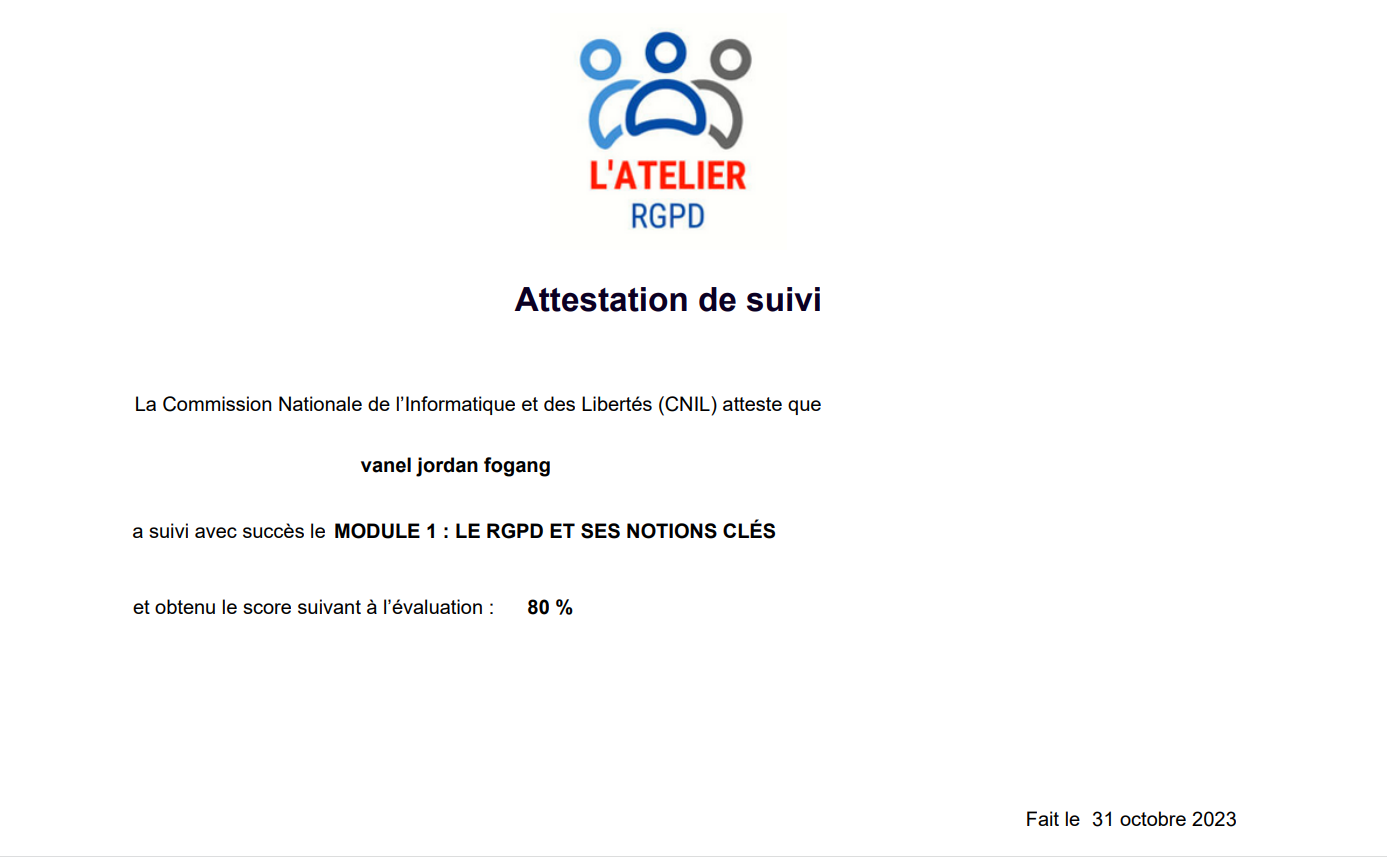 L'ATELIER
RGPD
Attestation de suivi
La Commission Nationale de l’Informatique et des Libertés (CNIL) atteste que
vanel jordan fogang
a suivi avec succès le MODULE 1 : LE RGPD ET SES NOTIONS CLÉS
et obtenu le score suivant à l’évaluation : 80 %
Fait le 31 octobre 2023